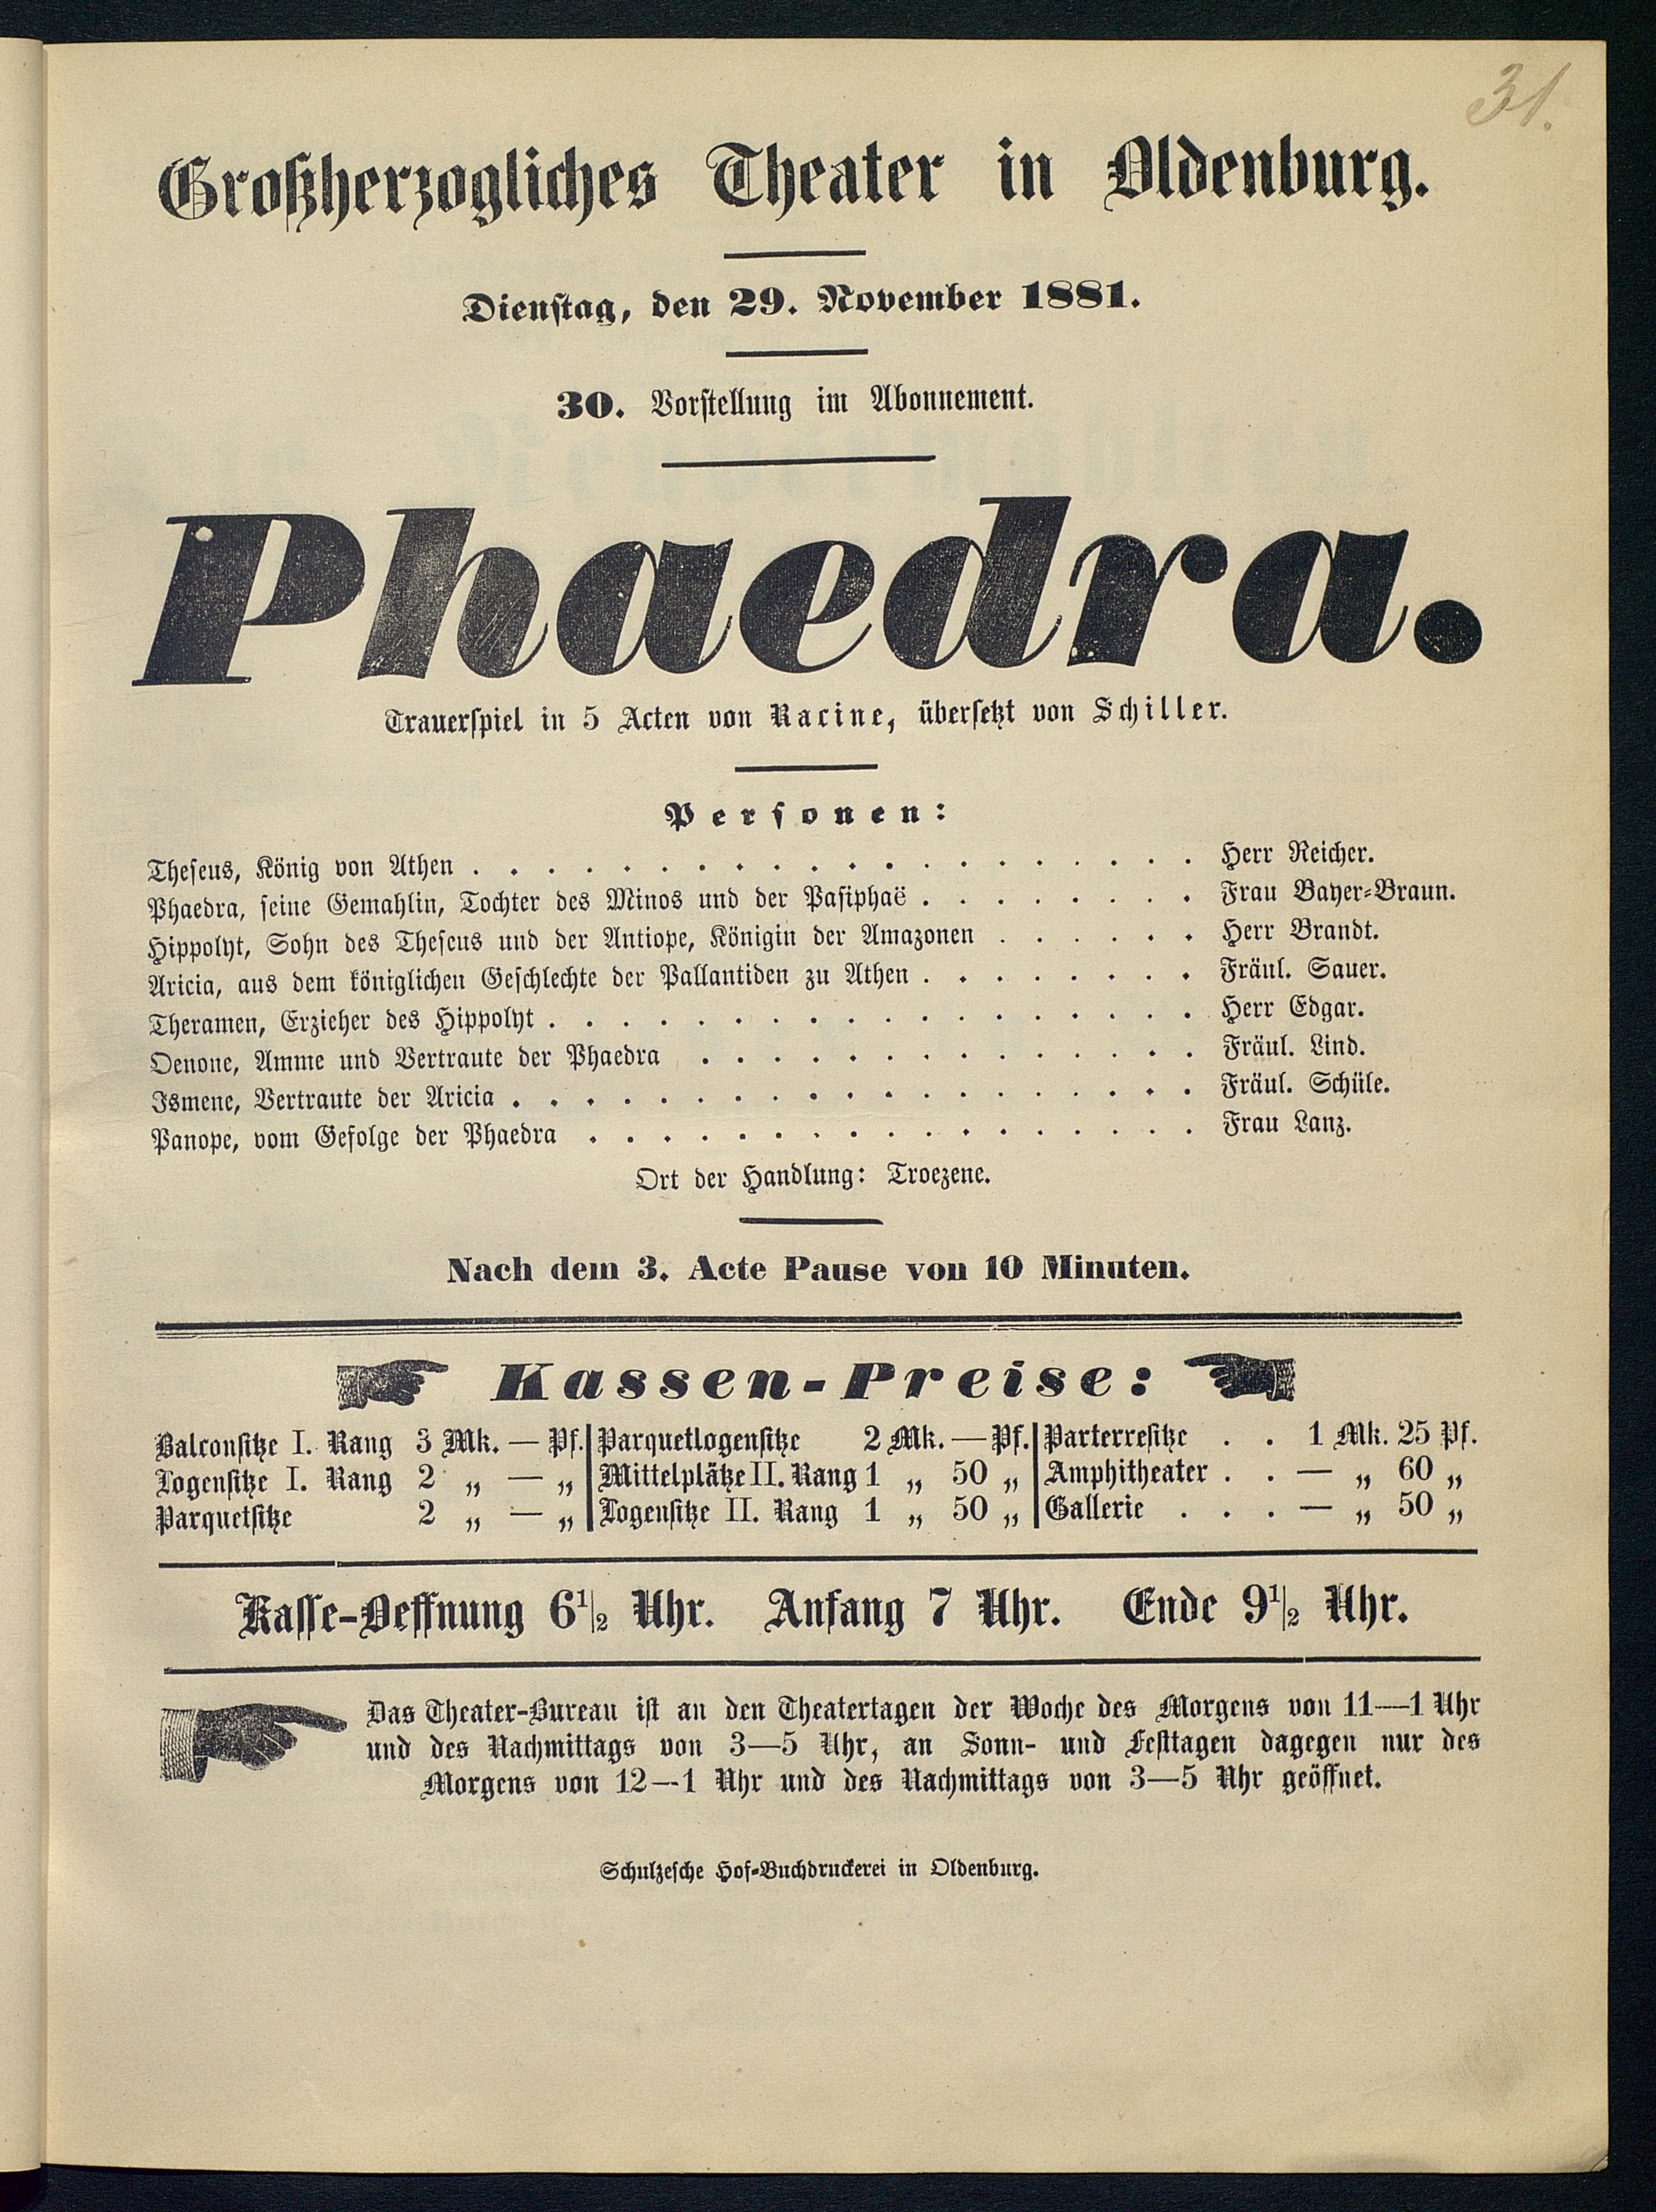 31.
Großherzogliches Theater in Oldenburg.
Dienstag, den 29. November 1881.
30. Vorstellung im Abonnement.
Phaedra.
Trauerspiel in 5 Acten von Racine, übersetzt von Schiller.
Personen:
Theseus, König von Athen . . . . . . . . . . . . . . . . . . . . Herr Reicher.
Phaedra, seine Gemahlin, Tochter des Minos und der Pasiphaë . . . . . . . . Frau Bayer-Braun.
Hippolyt, Sohn des Theseus und der Antiope, Königin der Amazonen . . . . . . Herr Brandt.
Aricia, aus dem königlichen Geschlechte der Pallantiden zu Athen . . . . . . . . Fräul. Sauer.
Theramen, Erzieher des Hippolyt . . . . . . . . . . . . . . . . . . Herr Edgar.
Oenone, Amme und Vertraute der Phaedra . . . . . . . . . . . . . . Fräul. Lind.
Ismene, Vertraute der Aricia . . . . . . . . . . . . . . . . . . . Fräul. Schüle.
Panope, vom Gefolge der Phaedra . . . . . . . . . . . . . . . . . Frau Lanz.
Ort der Handlung: Troezene.
Nach dem 3. Acte Pause von 10 Minuten.
Kassen-Preise:
Balconsitze I. Rang 3 Mk. — Pf. Parquetlogensitze 2 Mk. — Pf. Parterresitze . . 1 Mk. 25 Pf.
Logensitze I. Rang 2 „ — „ Mittelplätze II. Rang 1 „ 50 „ Amphitheater . . — „ 60 „
Parquetsitze 2 „ — „ Logensitze II. Rang 1 „ 50 „ Gallerie . . . — „ 50 „
Kasse-Oeffnung 6½ Uhr. Anfang 7 Uhr. Ende 9½ Uhr.
Das Theater-Bureau ist an den Theatertagen der Woche des Morgens von 11—1 Uhr
und des Nachmittags von 3—5 Uhr, an Sonn- und Festtagen dagegen nur des
Morgens von 12—1 Uhr und des Nachmittags von 3—5 Uhr geöffnet.
Schulzesche Hof-Buchdruckerei in Oldenburg.